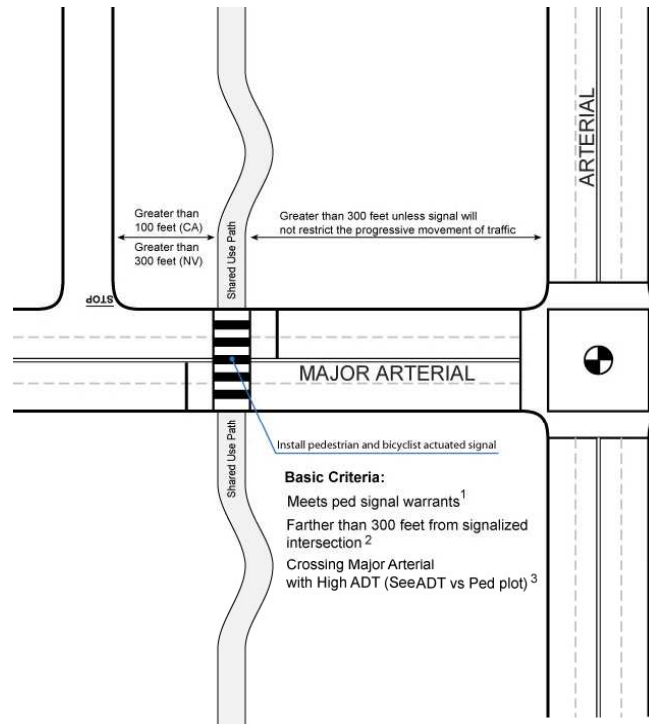 ARTERIAL
Greater than
100 feet (CA)
Greater than
300 feet (NV)
Shared Use Path
Greater than 300 feet unless signal will
not restrict the progressive movement of traffic
STOP
MAJOR ARTERIAL
Install pedestrian and bicyclist actuated signal
Shared Use Path
Basic Criteria:
Meets ped signal warrants1
Farther than 300 feet from signalized
intersection 2
Crossing Major Arterial
with High ADT (SeeADT vs Ped plot) 3